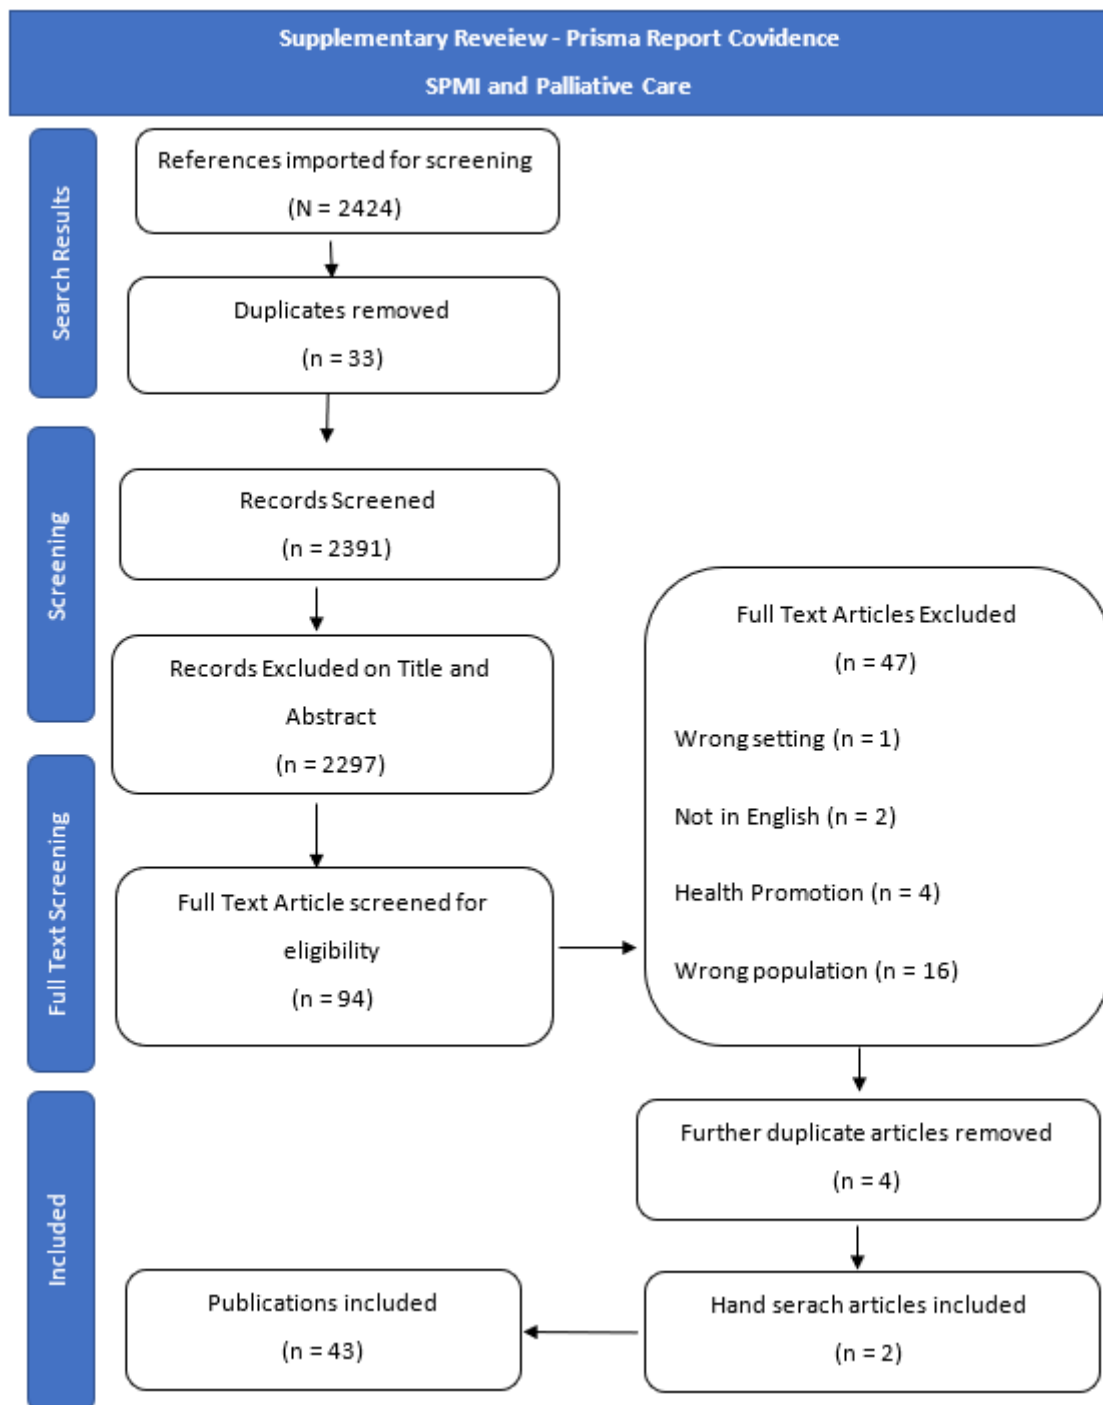 Supplementary Reveiew - Prisma Report Covidence
SPMI and Palliative Care
Search Results
References imported for screening
(N = 2424)
Duplicates removed
(n = 33)
Screening
Records Screened
(n = 2391)
Records Excluded on Title and
Abstract
(n = 2297)
Full Text Screening
Full Text Article screened for
eligibility
(n = 94)
Full Text Articles Excluded
(n = 47)
Wrong setting (n = 1)
Not in English (n = 2)
Health Promotion (n = 4)
Wrong population (n = 16)
Included
Further duplicate articles removed
(n = 4)
Hand serach articles included
(n = 2)
Publications included
(n = 43)